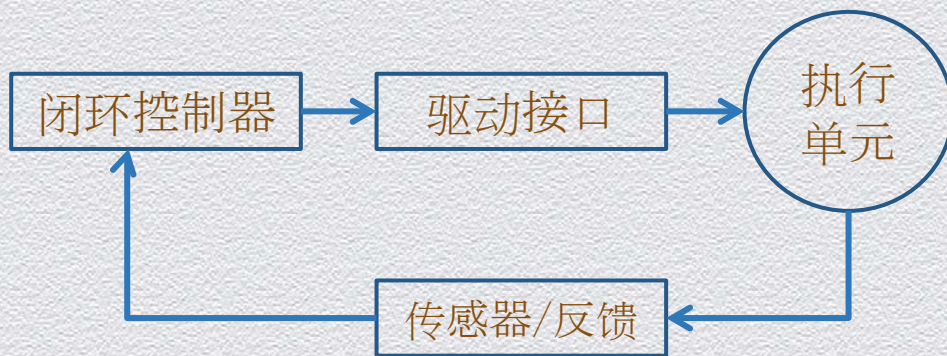 闭环控制器
驱动接口
执行
单元
传感器/反馈